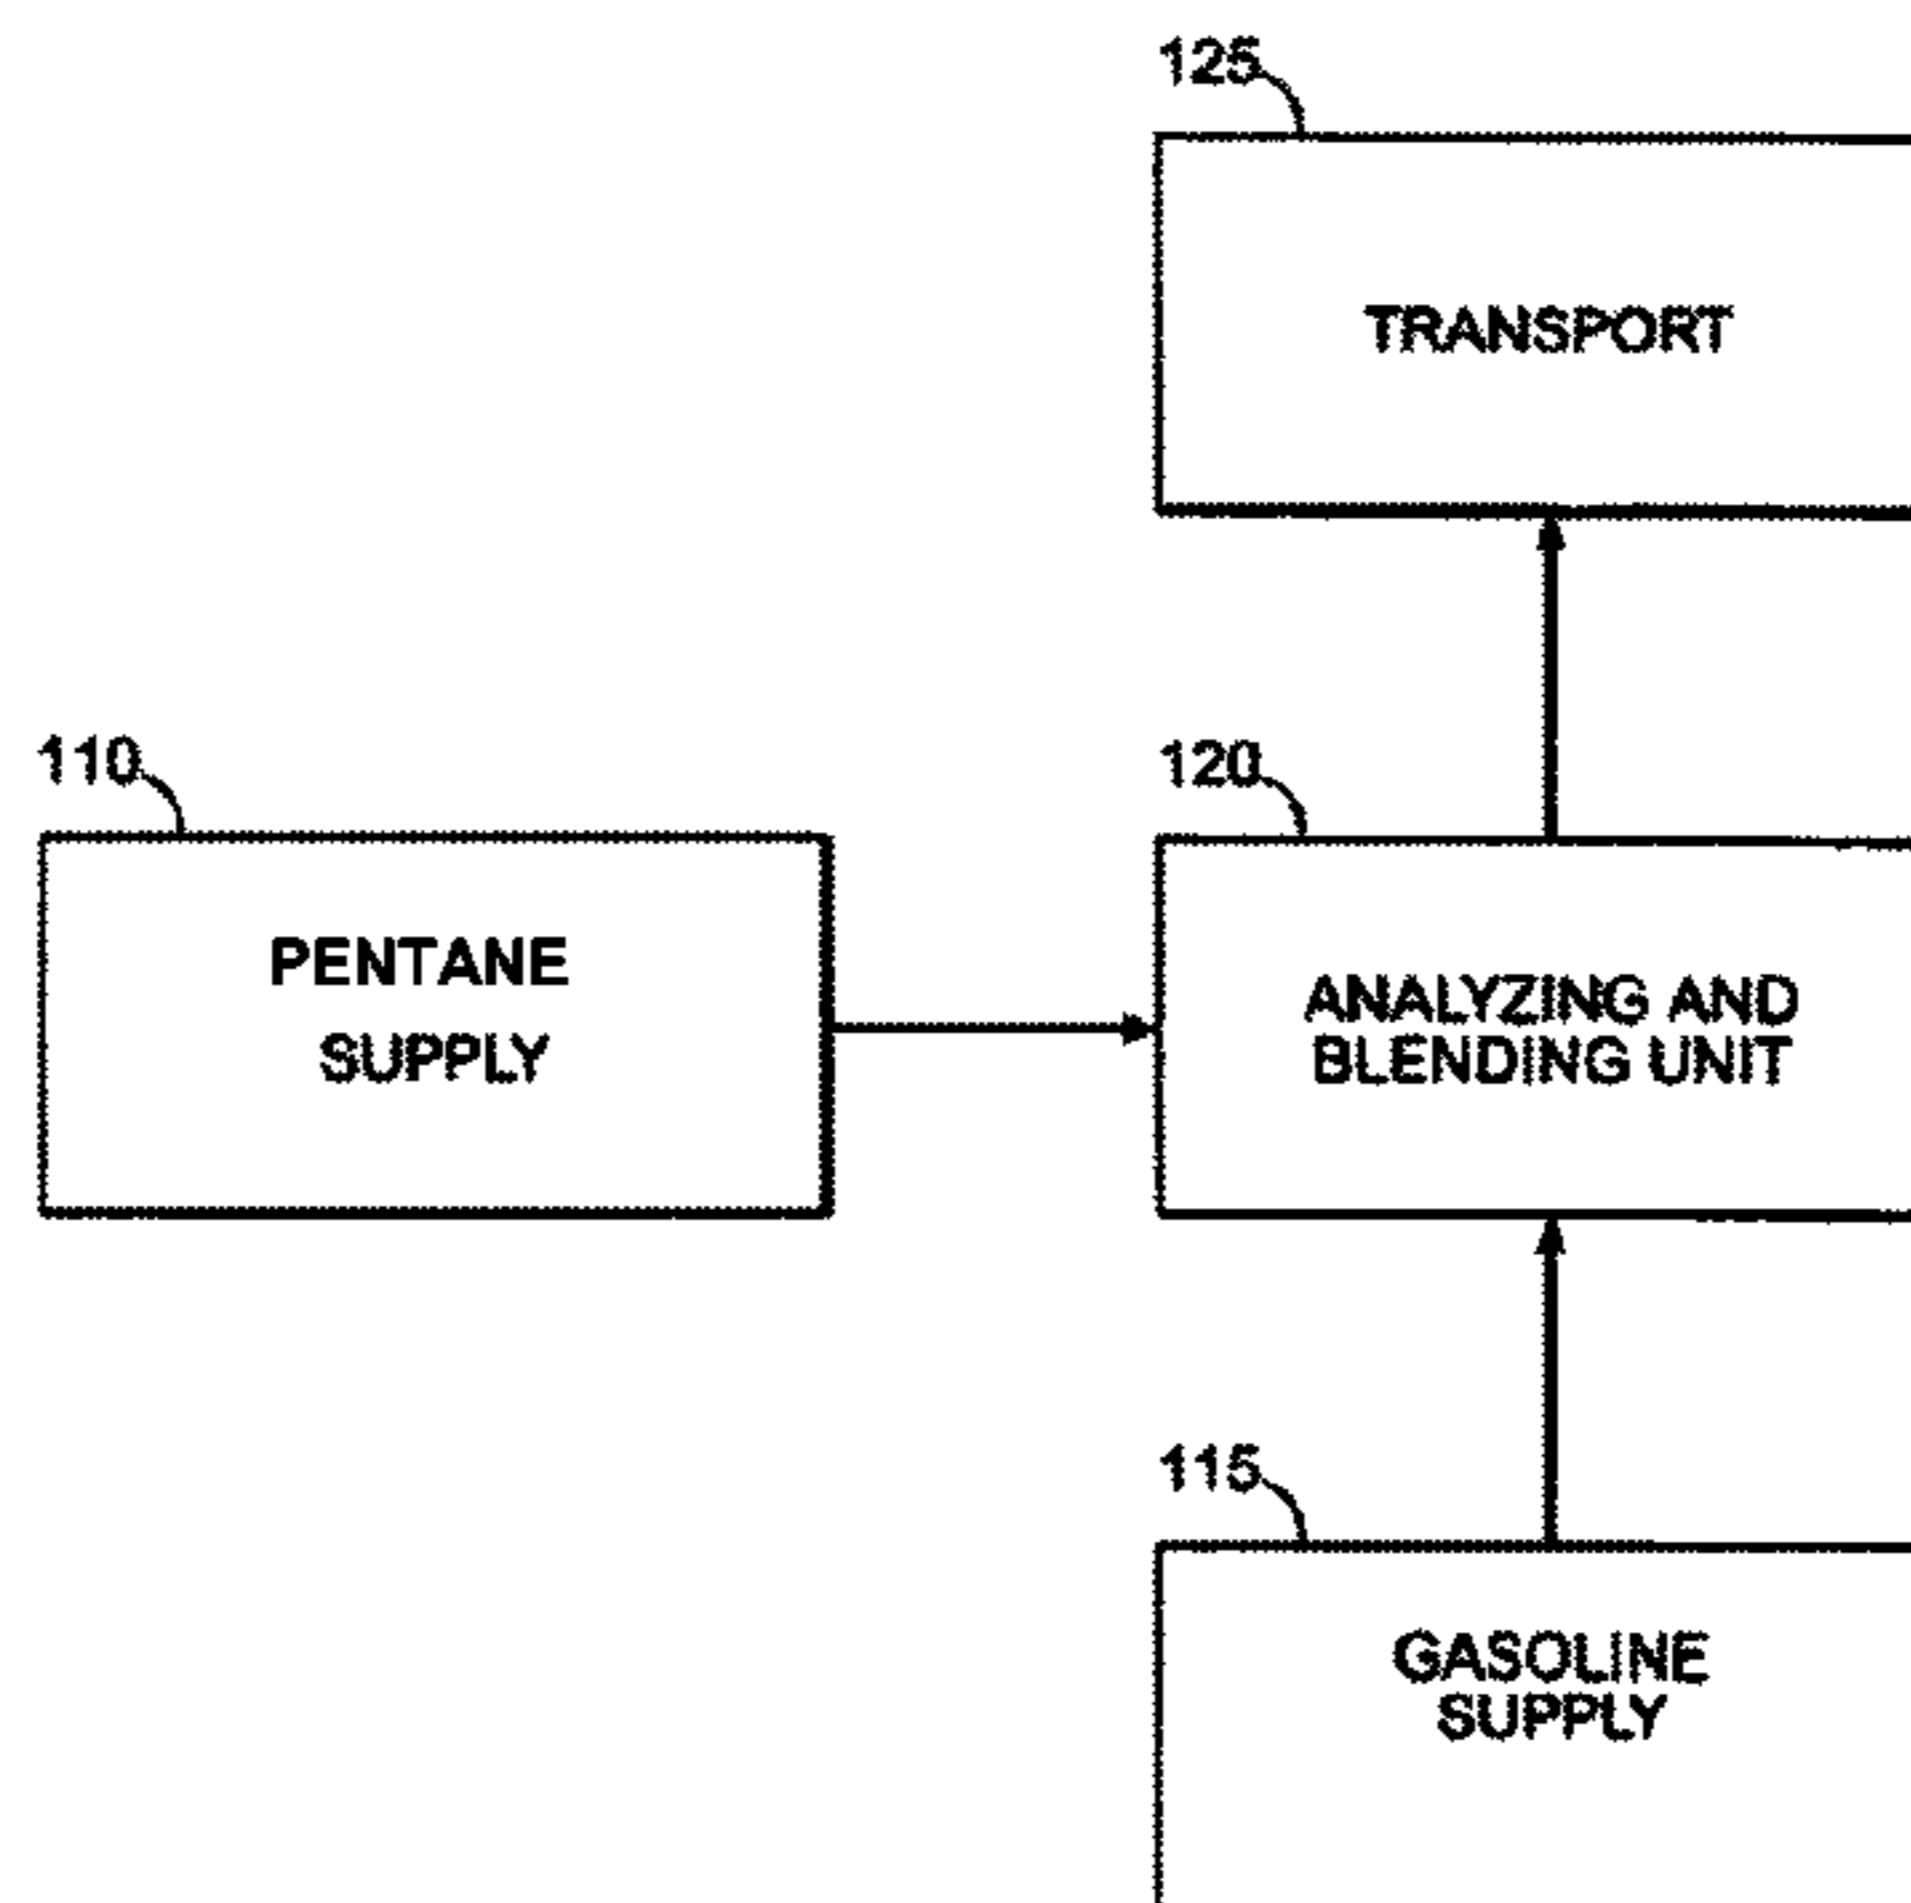 125
TRANSPORT
110
PENTANE
SUPPLY
120
ANALYZING AND
BLENDING UNIT
115
GASOLINE
SUPPLY